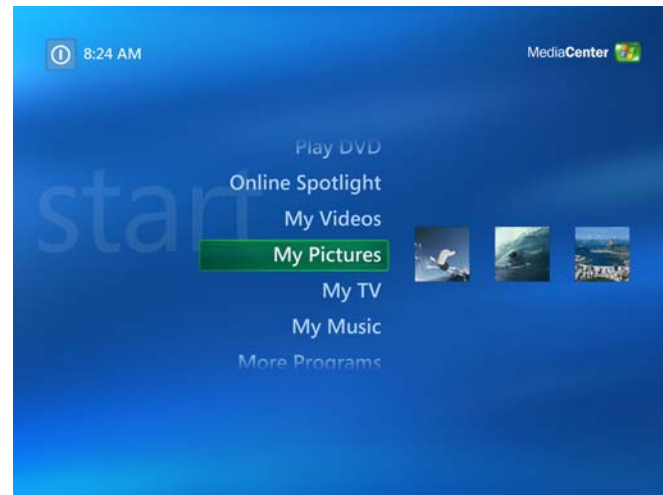 8:24 AM
MediaCenter
Play DVD
Online Spotlight
start
My Videos
My Pictures
My TV
My Music
More Programs